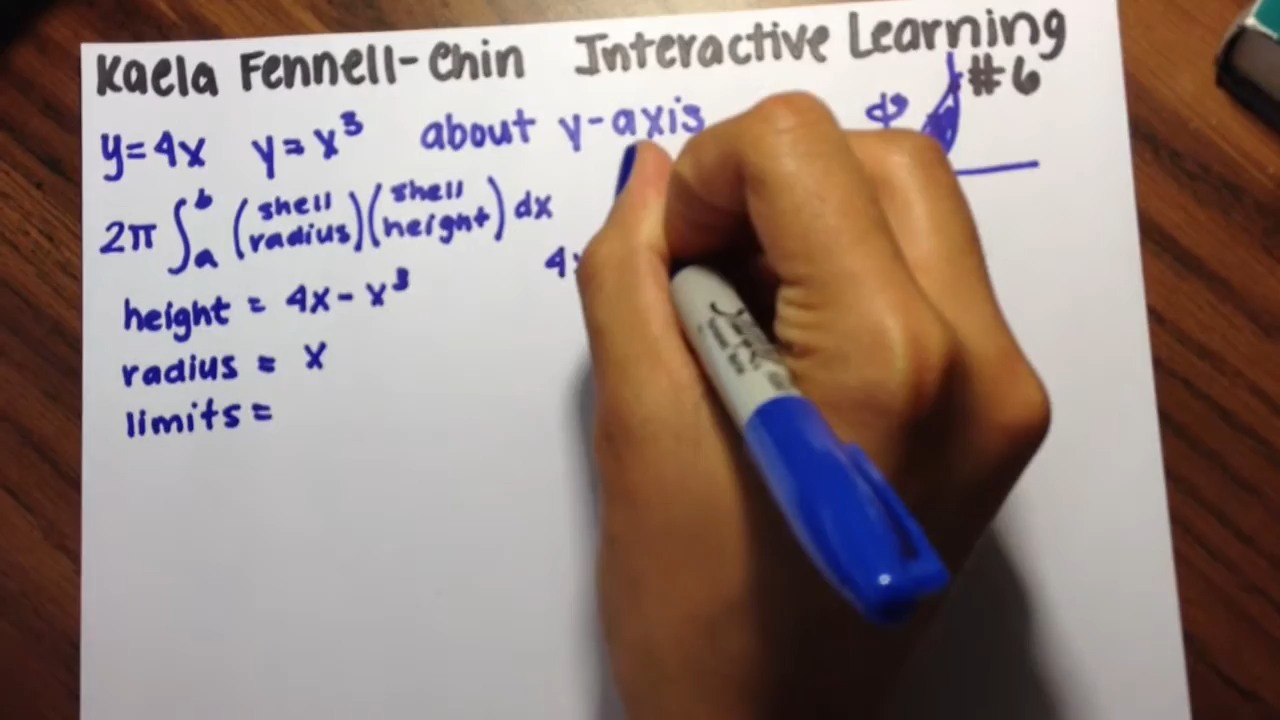 Kaela Fennell-Chin Interactive Learning
#6
y=4x y=x³ about y-axis
2π ∫ₐᵇ (shell radius)(shell height) dx
height = 4x-x³
radius = x
limits =
4x